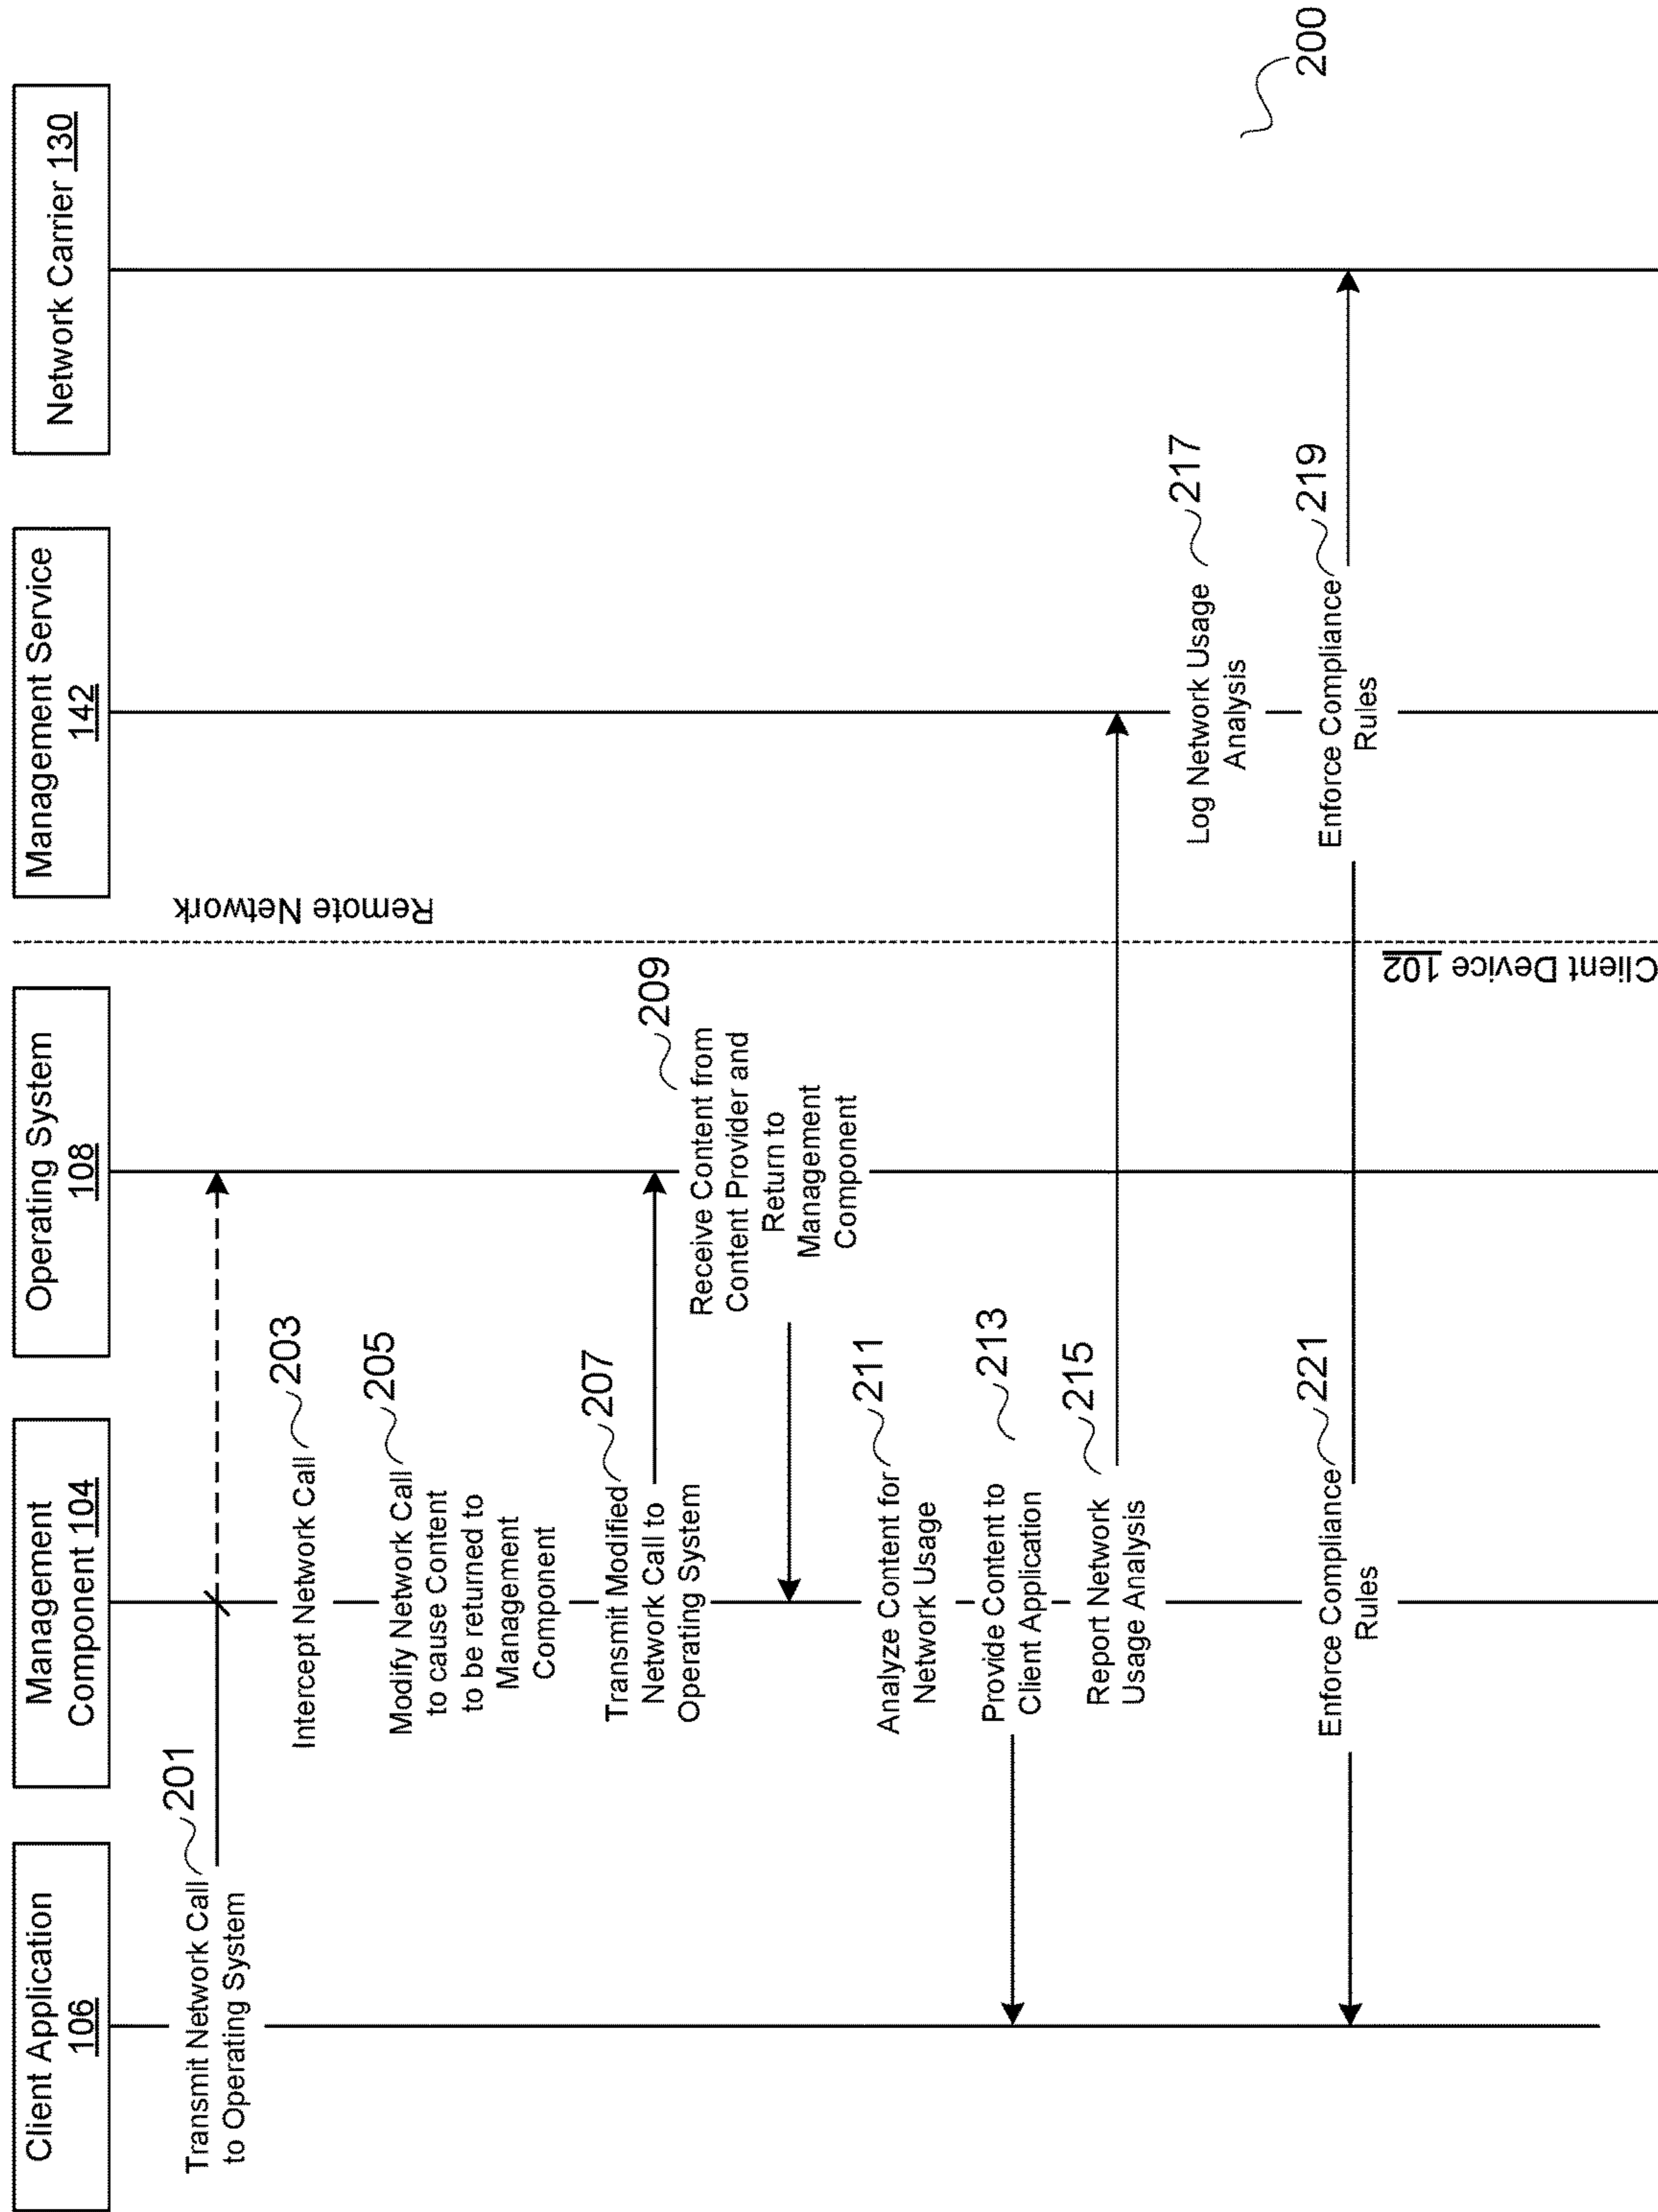 Client Application
106
Management
Component 104
Operating System
108
Management Service
142
Network Carrier 130
Remote Network
Client Device 102
Transmit Network Call
to Operating System
201
Intercept Network Call
203
Modify Network Call
to cause Content
to be returned to
Management
Component
205
Transmit Modified
Network Call to
Operating System
207
Receive Content from
Content Provider and
Return to
Management
Component
209
Analyze Content for
Network Usage
211
Provide Content to
Client Application
213
Report Network
Usage Analysis
215
Log Network Usage
Analysis
217
Enforce Compliance
Rules
219
Enforce Compliance
Rules
221
200